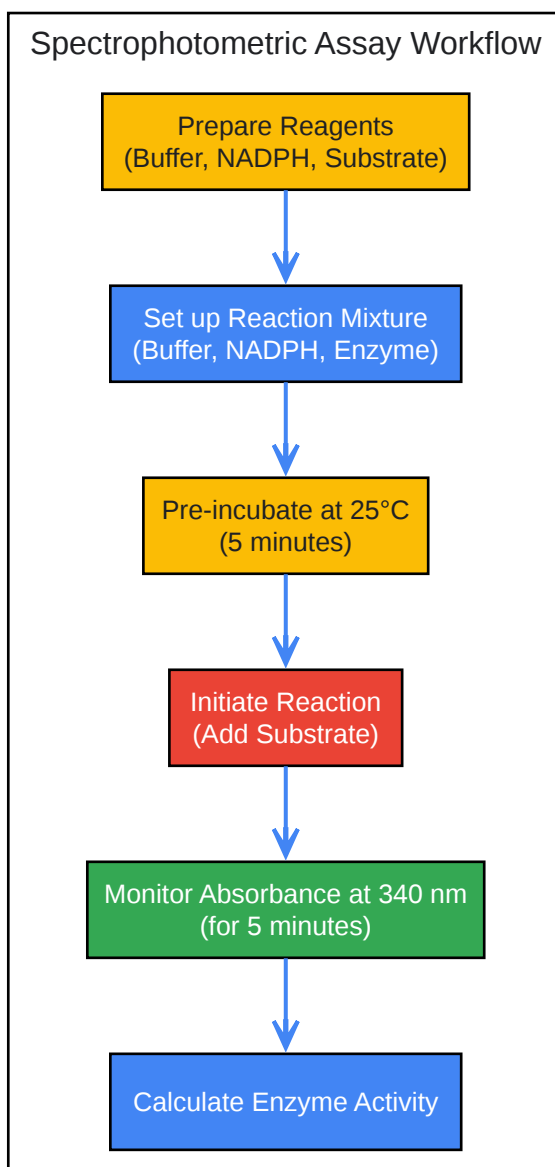 Spectrophotometric Assay Workflow
Prepare Reagents
(Buffer, NADPH, Substrate)
Set up Reaction Mixture
(Buffer, NADPH, Enzyme)
Pre-incubate at 25°C
(5 minutes)
Initiate Reaction
(Add Substrate)
Monitor Absorbance at 340 nm
(for 5 minutes)
Calculate Enzyme Activity